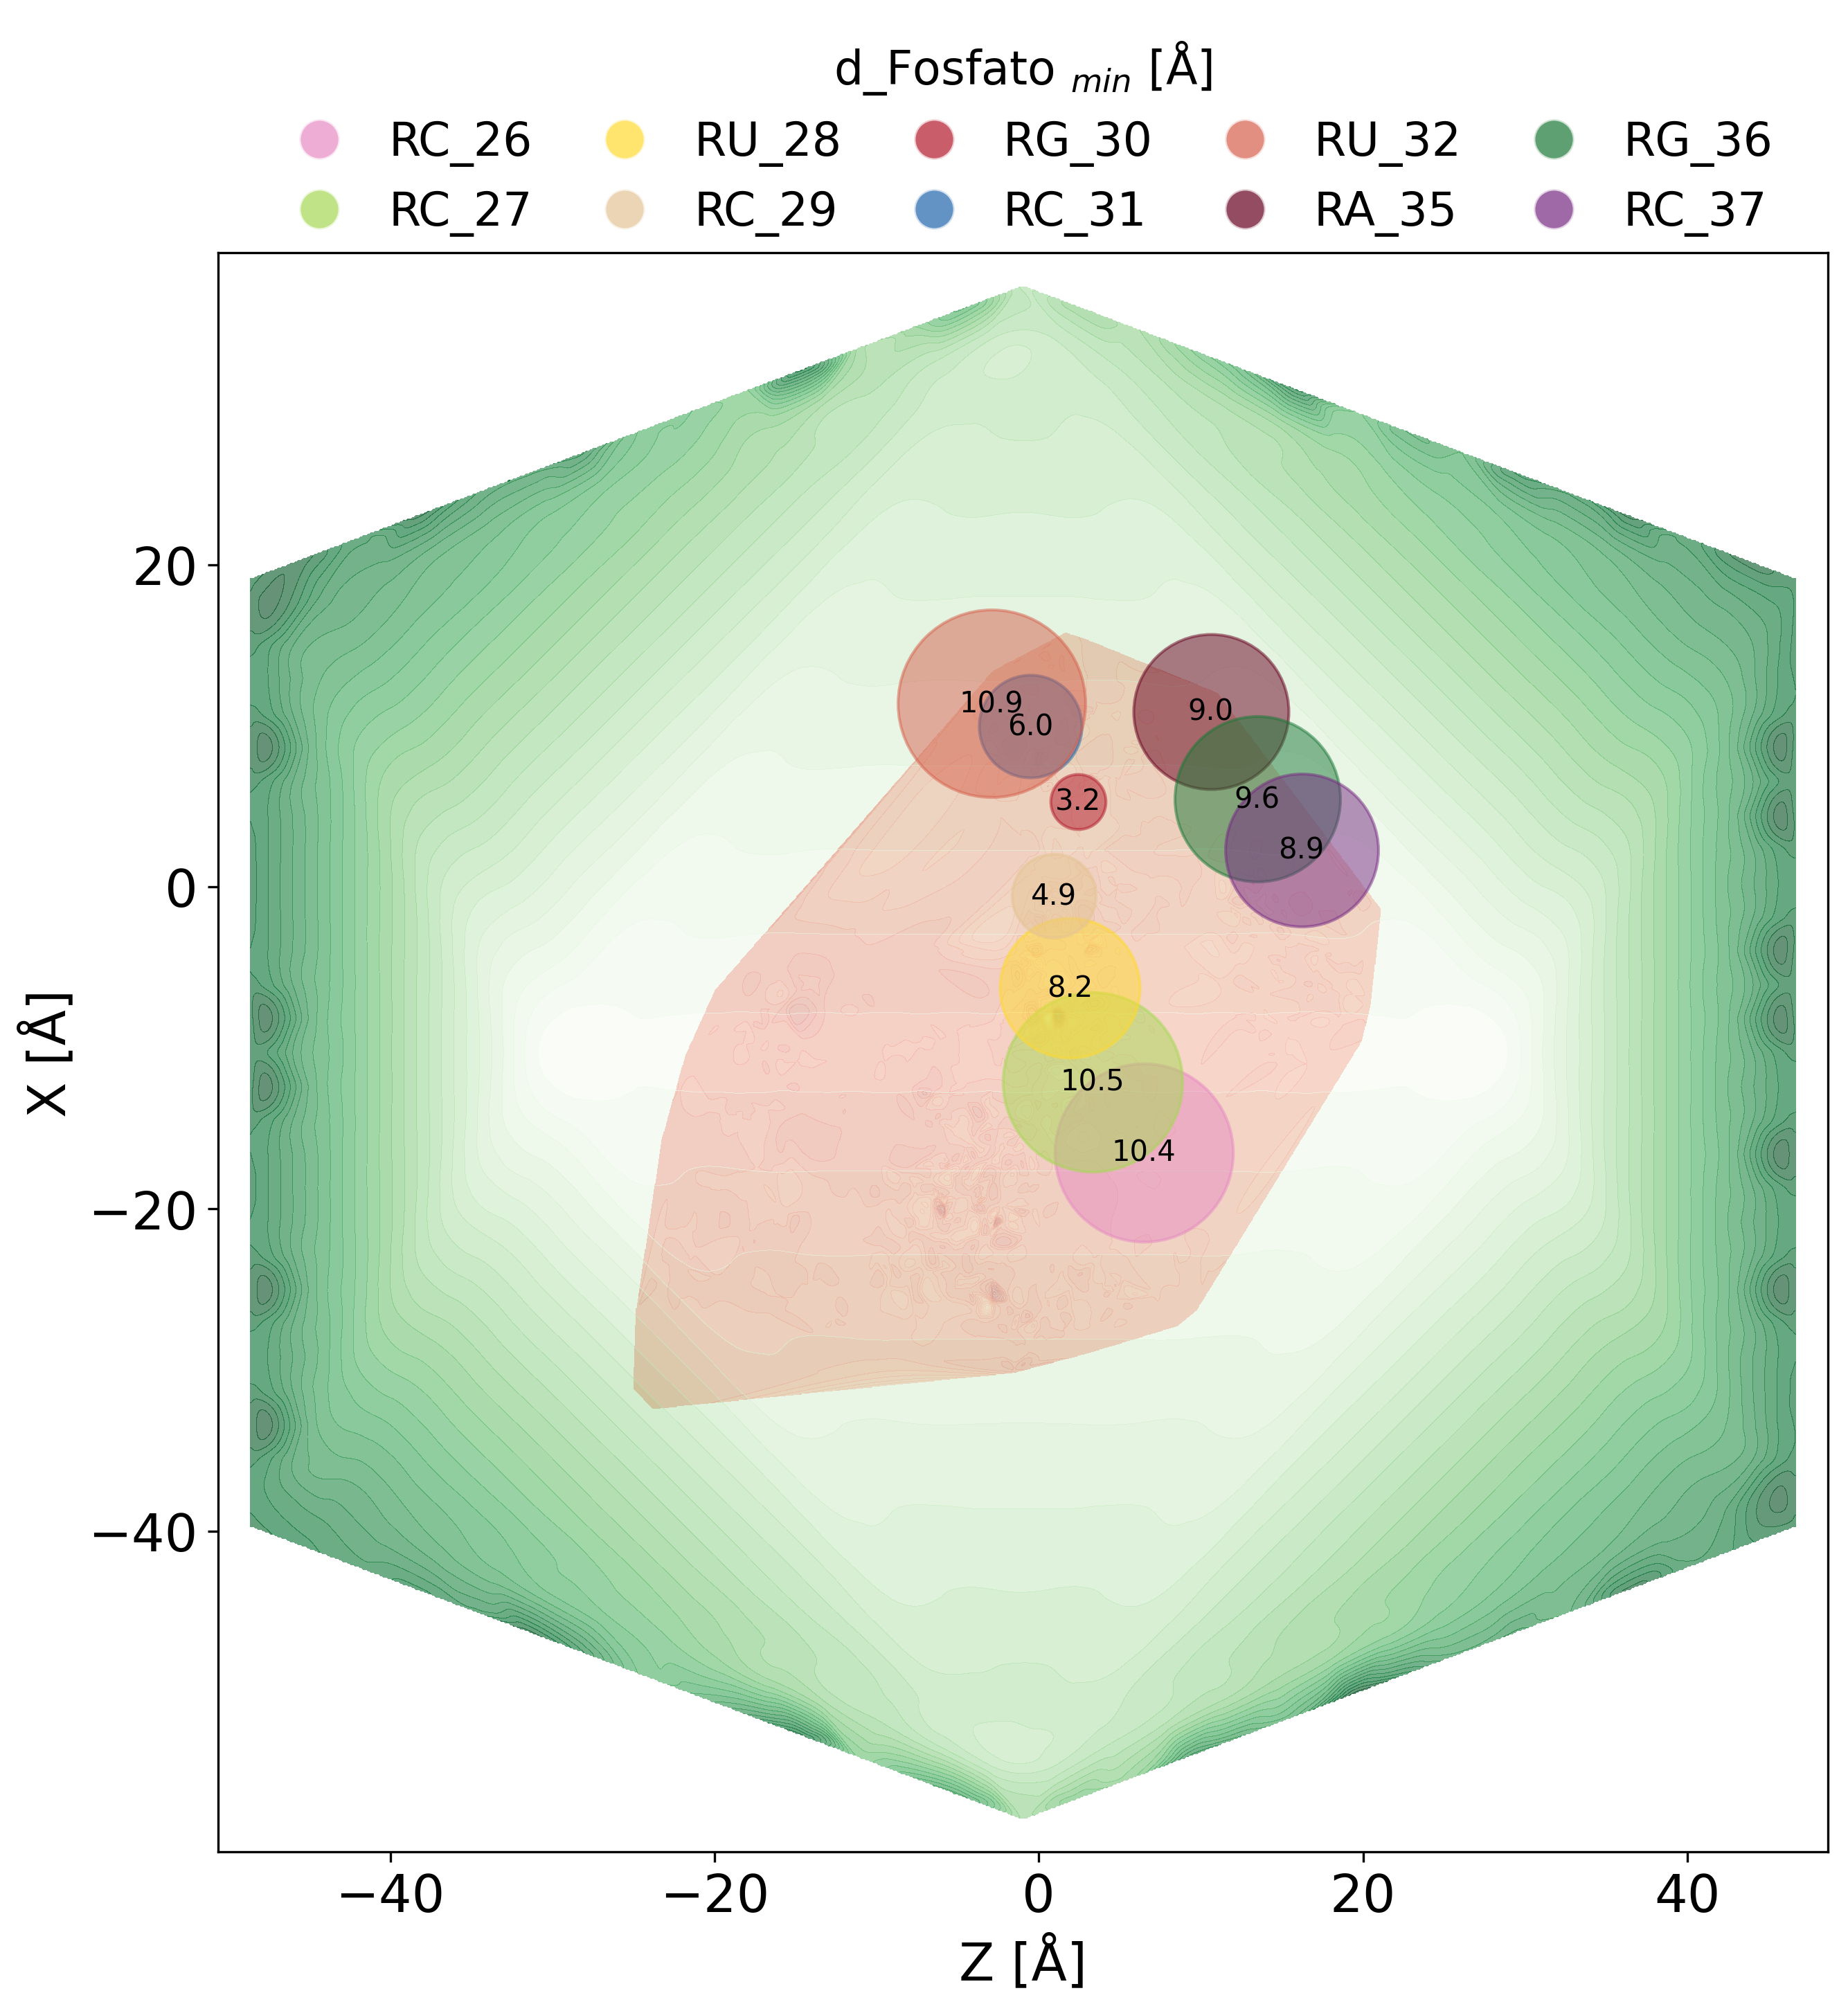 d_Fosfato min [Å]
RC_26 RU_28 RG_30 RU_32 RG_36
RC_27 RC_29 RC_31 RA_35 RC_37
20
0
−20
−40
X [Å]
10.9
6.0
9.0
3.2
9.6
8.9
4.9
8.2
10.5
10.4
−40 −20 0 20 40
Z [Å]